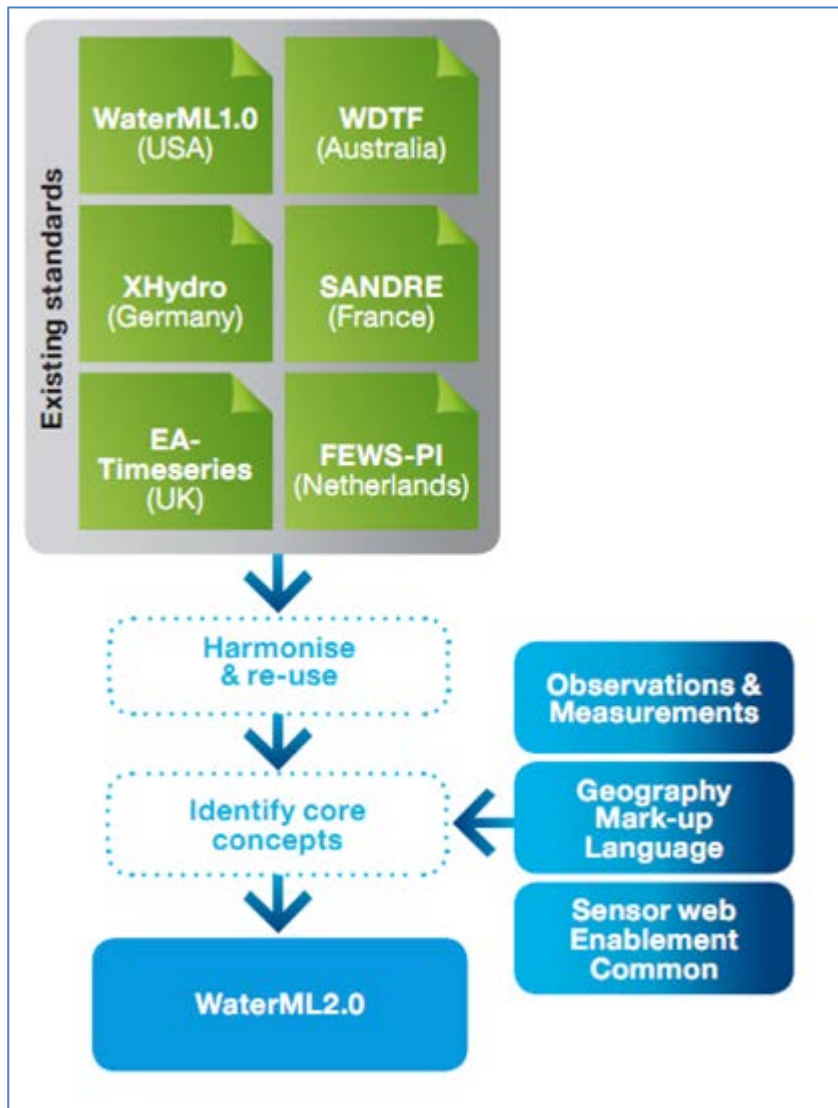 Existing standards
WaterML1.0
(USA)
WDTF
(Australia)
XHydro
(Germany)
SANDRE
(France)
EA-
Timeseries
(UK)
FEWS-PI
(Netherlands)
Harmonise
& re-use
Identify core
concepts
Observations &
Measurements
Geography
Mark-up
Language
Sensor web
Enablement
Common
WaterML2.0